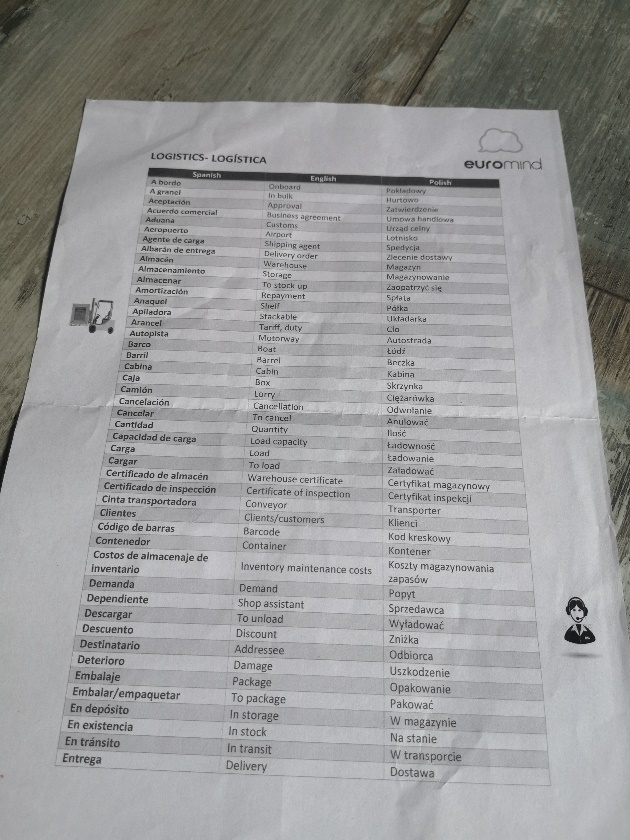 euromind
LOGISTICS- LOGÍSTICA
Spanish English Polish
A bordo Onboard Pokładowy
A granel In bulk Hurtowo
Aceptación Approval Zatwierdzenie
Acuerdo comercial Business agreement Umowa handlowa
Aduana Customs Urząd celny
Aeropuerto Airport Lotnisko
Agente de carga Shipping agent Spedycja
Albarán de entrega Delivery order Zlecenie dostawy
Almacén Warehouse Magazyn
Almacenamiento Storage Magazynowanie
Almacenar To stock up Zaopatrzyć się
Amortización Repayment Spłata
Anaquel Shelf Półka
Apiladora Stackable Układarka
Arancel Tariff, duty Cło
Autopista Motorway Autostrada
Barco Boat Łódź
Barril Barrel Beczka
Cabina Cabin Kabina
Caja Box Skrzynka
Camión Lorry Ciężarówka
Cancelación Cancellation Odwołanie
Cancelar To cancel Anulować
Cantidad Quantity Ilość
Capacidad de carga Load capacity Ładowność
Carga Load Ładowanie
Cargar To load Załadować
Certificado de almacén Warehouse certificate Certyfikat magazynowy
Certificado de inspección Certificate of inspection Certyfikat inspekcji
Cinta transportadora Conveyor Transporter
Clientes Clients/customers Klienci
Código de barras Barcode Kod kreskowy
Contenedor Container Kontener
Costos de almacenaje de inventario Inventory maintenance costs Koszty magazynowania zapasów
Demanda Demand Popyt
Dependiente Shop assistant Sprzedawca
Descargar To unload Wyładować
Descuento Discount Zniżka
Destinatario Addressee Odbiorca
Deterioro Damage Uszkodzenie
Embalaje Package Opakowanie
Embalar/empaquetar To package Pakować
En depósito In storage W magazynie
En existencia In stock Na stanie
En tránsito In transit W transporcie
Entrega Delivery Dostawa